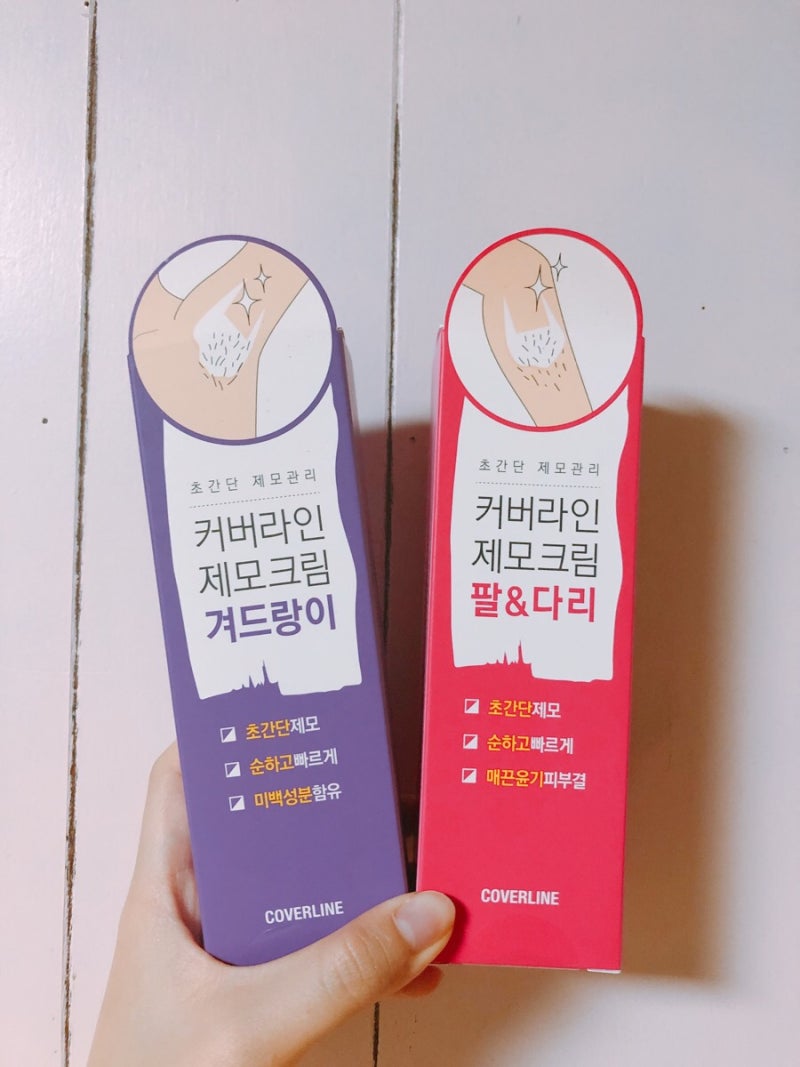 초간단 제모관리
커버라인
제모크림
겨드랑이
초간단제모
순하고빠르게
미백성분함유
COVERLINE
초간단 제모관리
커버라인
제모크림
팔&다리
초간단제모
순하고빠르게
매끈윤기피부결
COVERLINE